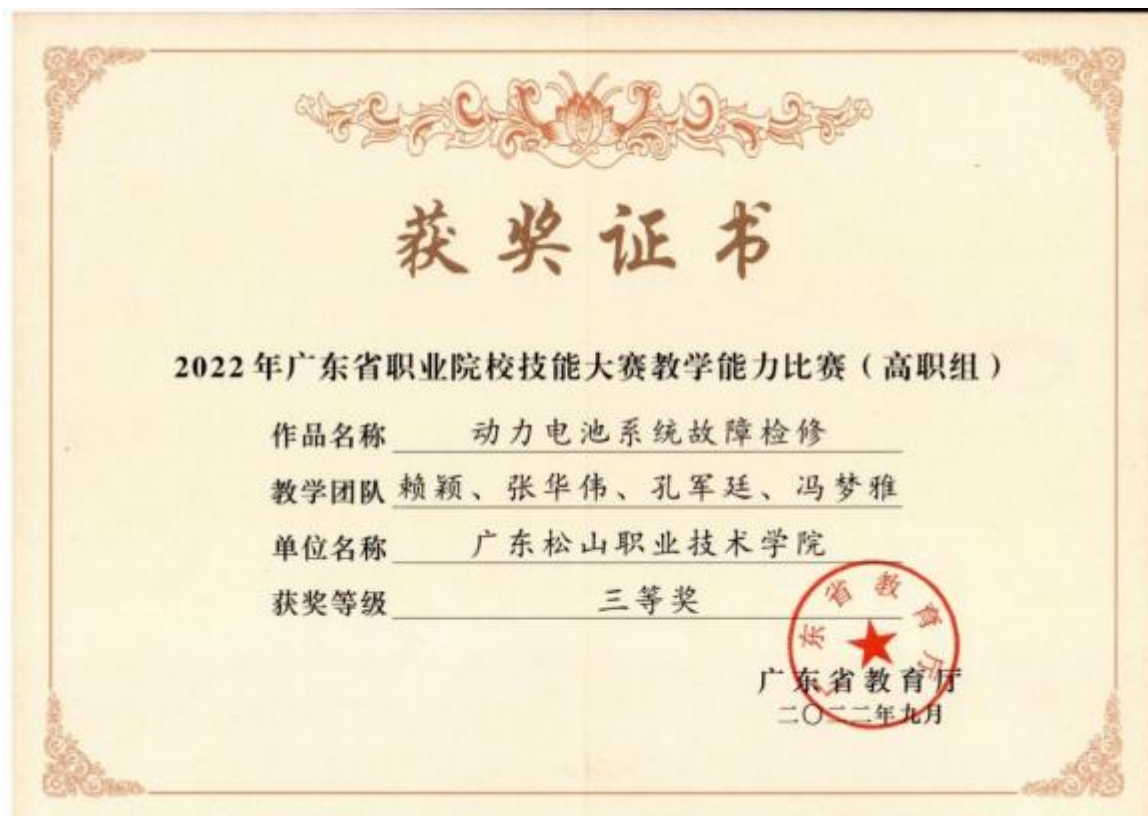 获奖证书
2022年广东省职业院校技能大赛教学能力比赛（高职组）
作品名称 动力电池系统故障检修
教学团队 赖颖、张华伟、孔军廷、冯梦雅
单位名称 广东松山职业技术学院
获奖等级 三等奖
广东省教育厅
广东省教育厅
二〇二二年九月